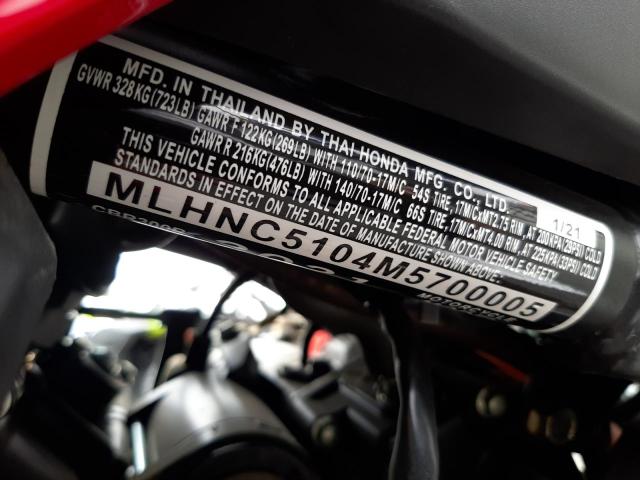 MFD. IN THAILAND BY THAI HONDA MFG. CO., LTD. 1/21
GVWR 328KG(723LB) GAWR F 122KG(269LB) WITH 110/70-17M/C 54S TIRE, 17M/CxMT2.75 RIM AT 200KPA(29PSI) COLD
GAWR R 216KG(476LB) WITH 140/70-17M/C 66S TIRE, 17M/CxMT4.00 RIM AT 225KPA(33PSI) COLD
THIS VEHICLE CONFORMS TO ALL APPLICABLE FEDERAL MOTOR VEHICLE SAFETY
STANDARDS IN EFFECT ON THE DATE OF MANUFACTURE SHOWN ABOVE.
MLHNC5104M5700005
CBR300R 2021 MOTORCYCLE